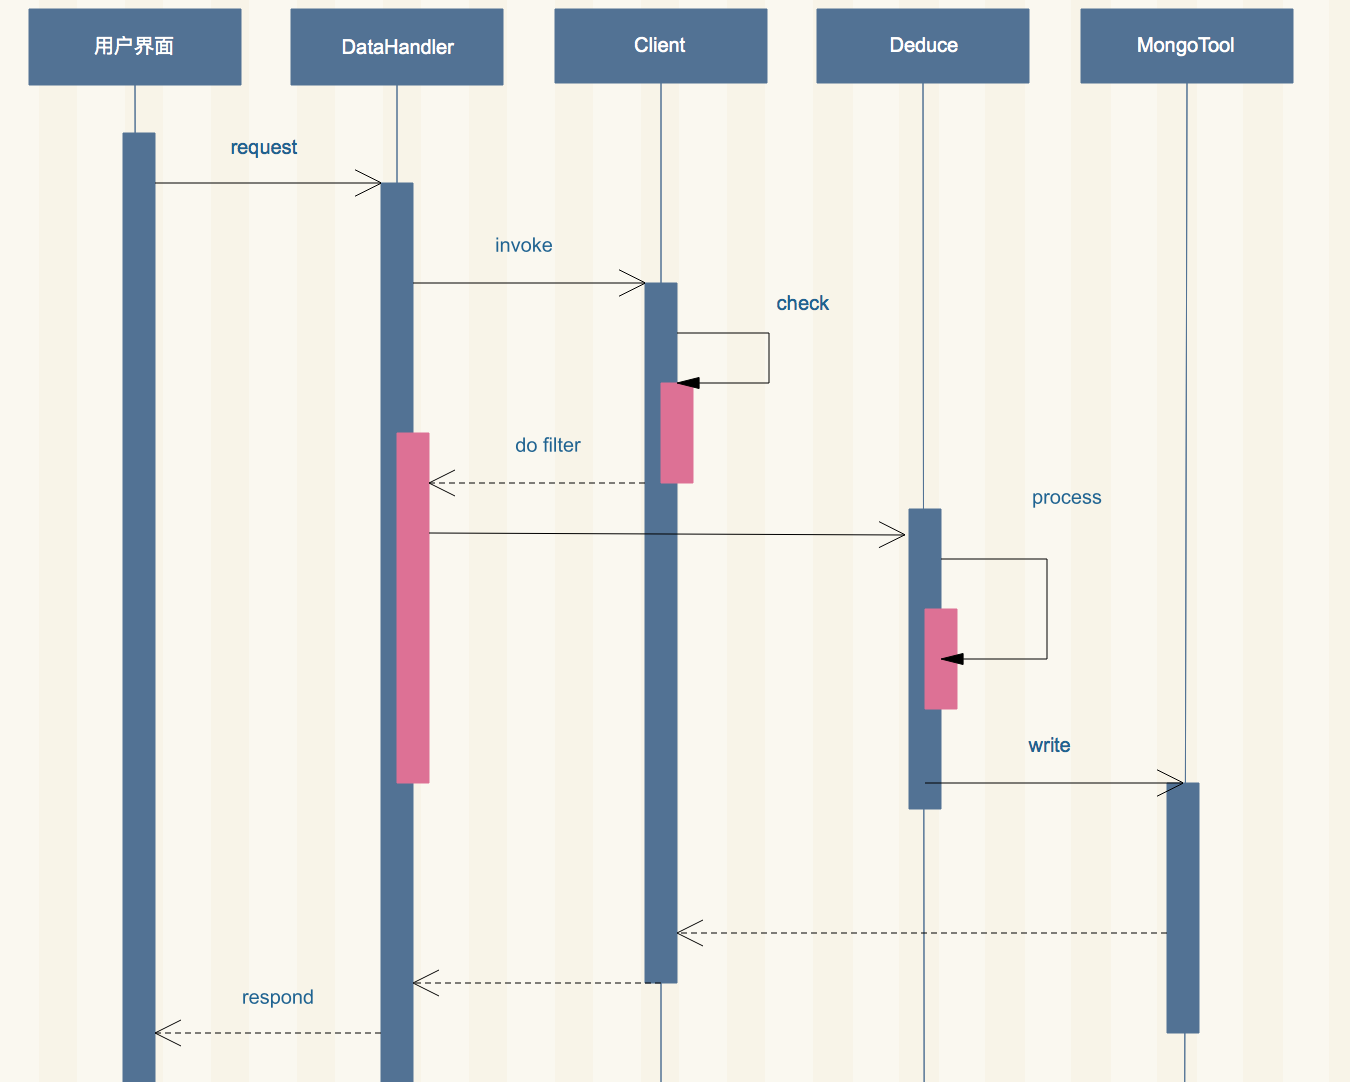 用户界面
DataHandler
Client
Deduce
MongoTool
request
invoke
check
do filter
process
write
respond